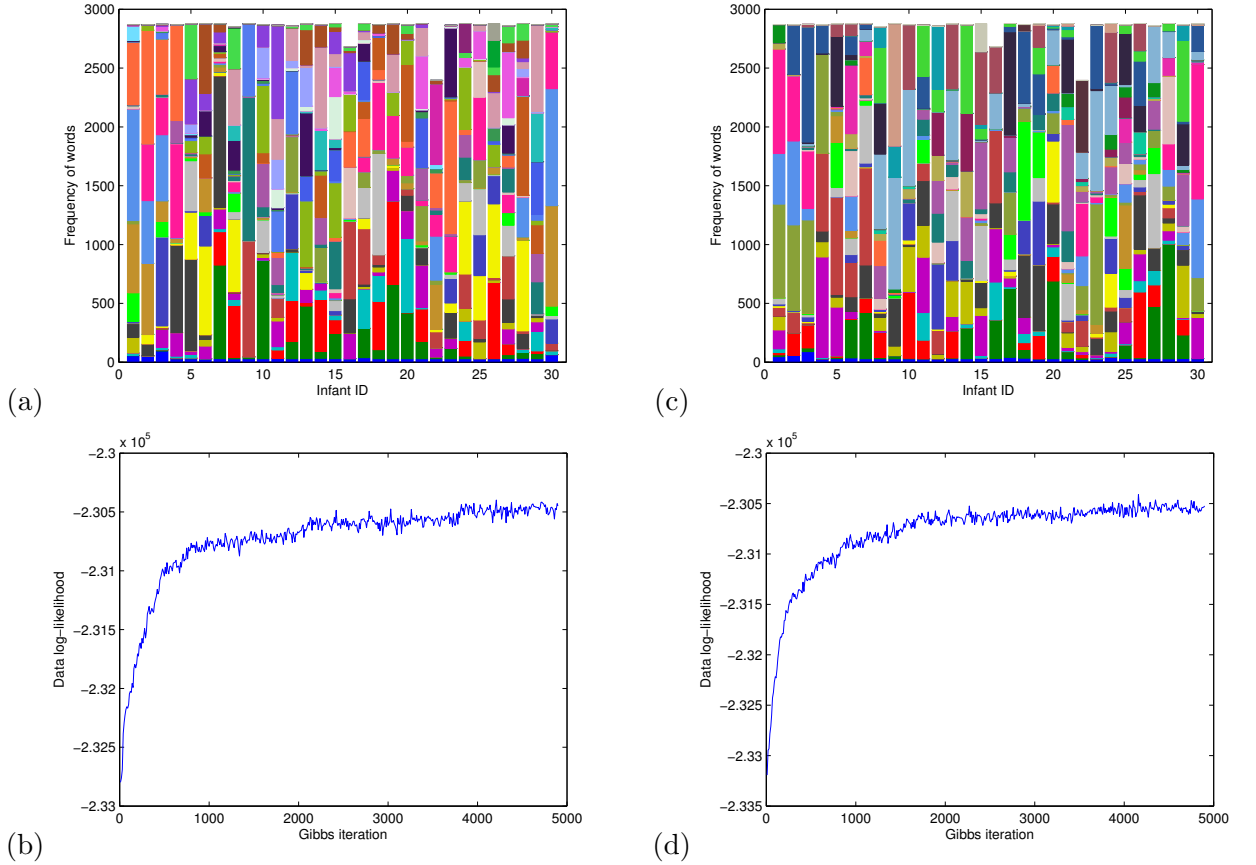 3000
2500
2000
1500
1000
500
0
Frequency of words
0 5 10 15 20 25 30
Infant ID
(a)
3000
2500
2000
1500
1000
500
0
Frequency of words
0 5 10 15 20 25 30
Infant ID
(c)
x 10^5
−2.3
−2.305
−2.31
−2.315
−2.32
−2.325
−2.33
Data log−likelihood
0 1000 2000 3000 4000 5000
Gibbs iteration
(b)
x 10^5
−2.3
−2.305
−2.31
−2.315
−2.32
−2.325
−2.33
−2.335
Data log−likelihood
0 1000 2000 3000 4000 5000
Gibbs iteration
(d)